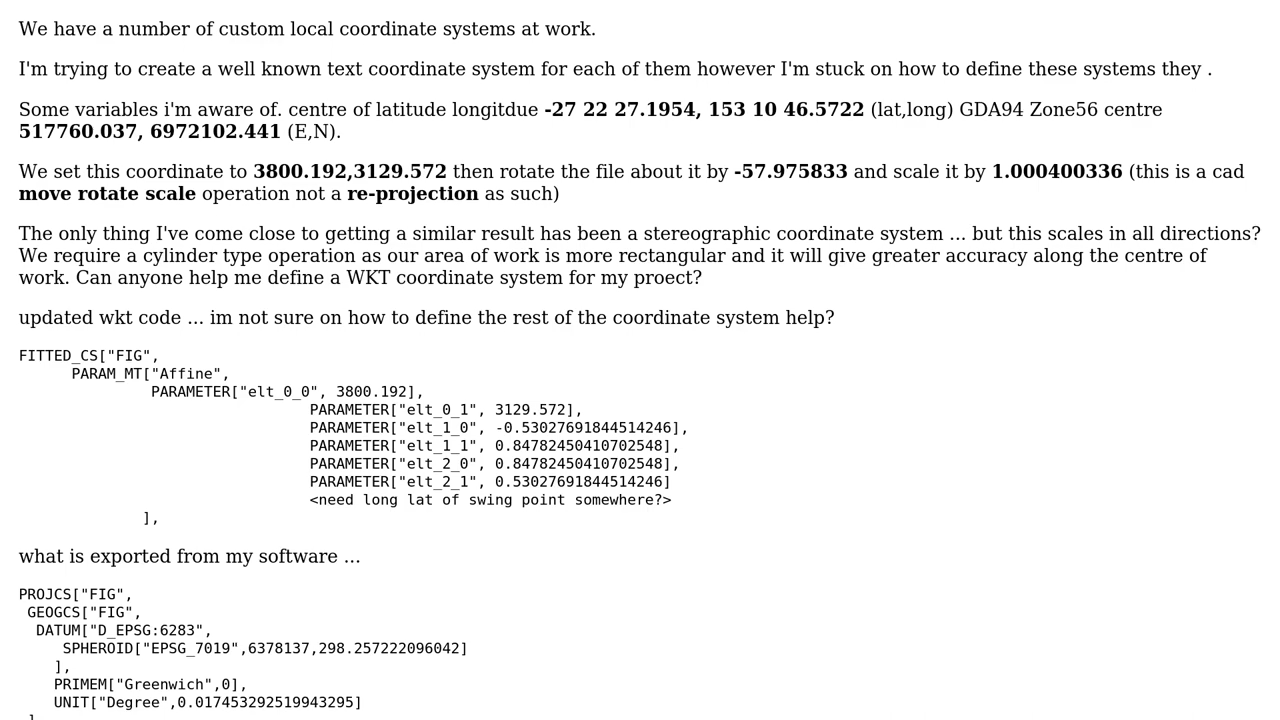 We have a number of custom local coordinate systems at work.
I'm trying to create a well known text coordinate system for each of them however I'm stuck on how to define these systems they .
Some variables i'm aware of. centre of latitude longitdue -27 22 27.1954, 153 10 46.5722 (lat,long) GDA94 Zone56 centre
517760.037, 6972102.441 (E,N).
We set this coordinate to 3800.192,3129.572 then rotate the file about it by -57.975833 and scale it by 1.000400336 (this is a cad
move rotate scale operation not a re-projection as such)
The only thing I've come close to getting a similar result has been a stereographic coordinate system ... but this scales in all directions?
We require a cylinder type operation as our area of work is more rectangular and it will give greater accuracy along the centre of
work. Can anyone help me define a WKT coordinate system for my proect?
updated wkt code ... im not sure on how to define the rest of the coordinate system help?
FITTED_CS["FIG",
PARAM_MT["Affine",
PARAMETER["elt_0_0", 3800.192],
PARAMETER["elt_0_1", 3129.572],
PARAMETER["elt_1_0", -0.53027691844514246],
PARAMETER["elt_1_1", 0.84782450410702548],
PARAMETER["elt_2_0", 0.84782450410702548],
PARAMETER["elt_2_1", 0.53027691844514246]
<need long lat of swing point somewhere?>
],
what is exported from my software ...
PROJCS["FIG",
GEOGCS["FIG",
DATUM["D_EPSG:6283",
SPHEROID["EPSG_7019",6378137,298.257222096042]
],
PRIMEM["Greenwich",0],
UNIT["Degree",0.017453292519943295]